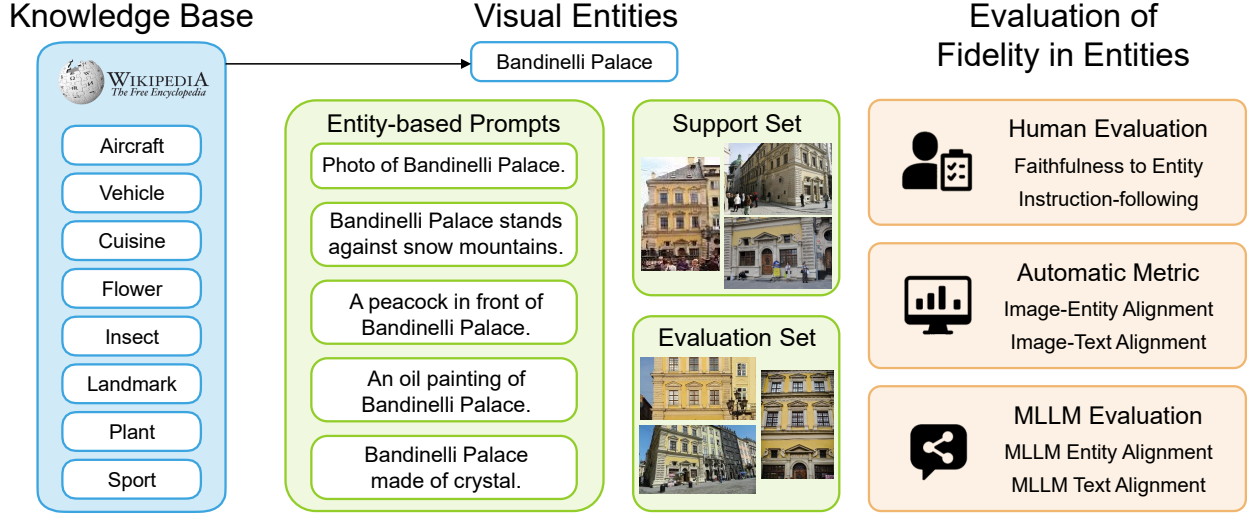 Knowledge Base
WIKIPEDIA
The Free Encyclopedia
Aircraft
Vehicle
Cuisine
Flower
Insect
Landmark
Plant
Sport
Visual Entities
Bandinelli Palace
Entity-based Prompts
Photo of Bandinelli Palace.
Bandinelli Palace stands
against snow mountains.
A peacock in front of
Bandinelli Palace.
An oil painting of
Bandinelli Palace.
Bandinelli Palace
made of crystal.
Support Set
Evaluation Set
Evaluation of
Fidelity in Entities
Human Evaluation
Faithfulness to Entity
Instruction-following
Automatic Metric
Image-Entity Alignment
Image-Text Alignment
MLLM Evaluation
MLLM Entity Alignment
MLLM Text Alignment